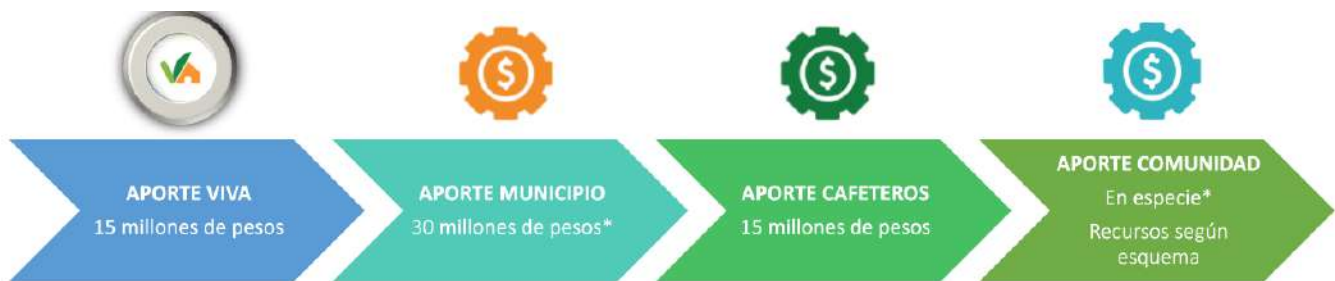 APORTE VIVA
15 millones de pesos
APORTE MUNICIPIO
30 millones de pesos*
APORTE CAFETEROS
15 millones de pesos
APORTE COMUNIDAD
En especie*
Recursos según
esquema